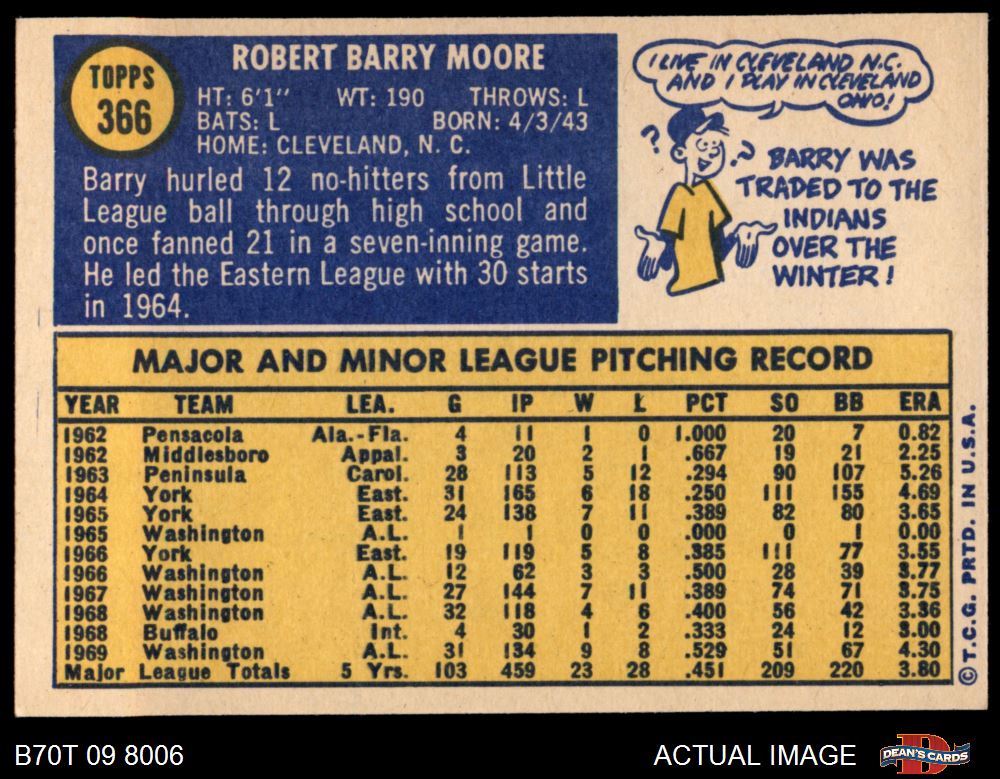 TOPPS
366
ROBERT BARRY MOORE
HT: 6'1" WT: 190 THROWS: L
BATS: L BORN: 4/3/43
HOME: CLEVELAND, N. C.
Barry hurled 12 no-hitters from Little
League ball through high school and
once fanned 21 in a seven-inning game.
He led the Eastern League with 30 starts
in 1964.
I LIVE IN CLEVELAND N.C.
AND I PLAY IN CLEVELAND
OHIO!
? ?
BARRY WAS
TRADED TO THE
INDIANS
OVER THE
WINTER!
MAJOR AND MINOR LEAGUE PITCHING RECORD
YEAR TEAM LEA. G IP W L PCT SO BB ERA
1962 Pensacola Ala.-Fla. 4 11 1 0 1.000 20 7 0.82
1962 Middlesboro Appal. 3 20 2 1 .667 19 21 2.25
1963 Peninsula Carol. 28 113 5 12 .294 90 107 5.26
1964 York East. 31 165 6 18 .250 111 155 4.69
1965 York East. 24 138 7 11 .389 82 80 3.65
1965 Washington A.L. 1 1 0 0 .000 0 1 0.00
1966 York East. 19 119 5 8 .385 111 77 3.55
1966 Washington A.L. 12 62 3 3 .500 28 39 3.77
1967 Washington A.L. 27 144 7 11 .389 74 71 3.75
1968 Washington A.L. 32 118 4 6 .400 56 42 3.36
1968 Buffalo Int. 4 30 1 2 .333 24 12 3.00
1969 Washington A.L. 31 134 9 8 .529 51 67 4.30
Major League Totals 5 Yrs. 103 459 23 28 .451 209 220 3.80
© T.C.G. PRTD. IN U.S.A.
B70T 09 8006
ACTUAL IMAGE
DEAN'S CARDS